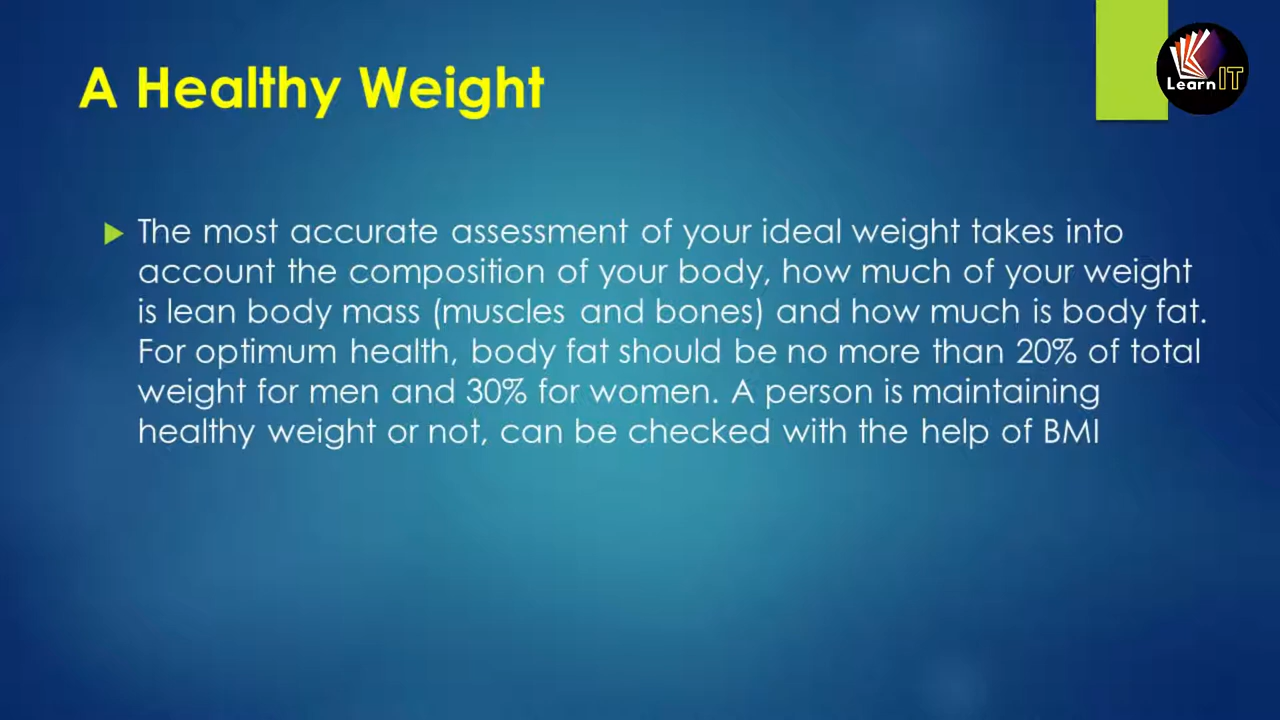 A Healthy Weight
Learn IT
The most accurate assessment of your ideal weight takes into
account the composition of your body, how much of your weight
is lean body mass (muscles and bones) and how much is body fat.
For optimum health, body fat should be no more than 20% of total
weight for men and 30% for women. A person is maintaining
healthy weight or not, can be checked with the help of BMI